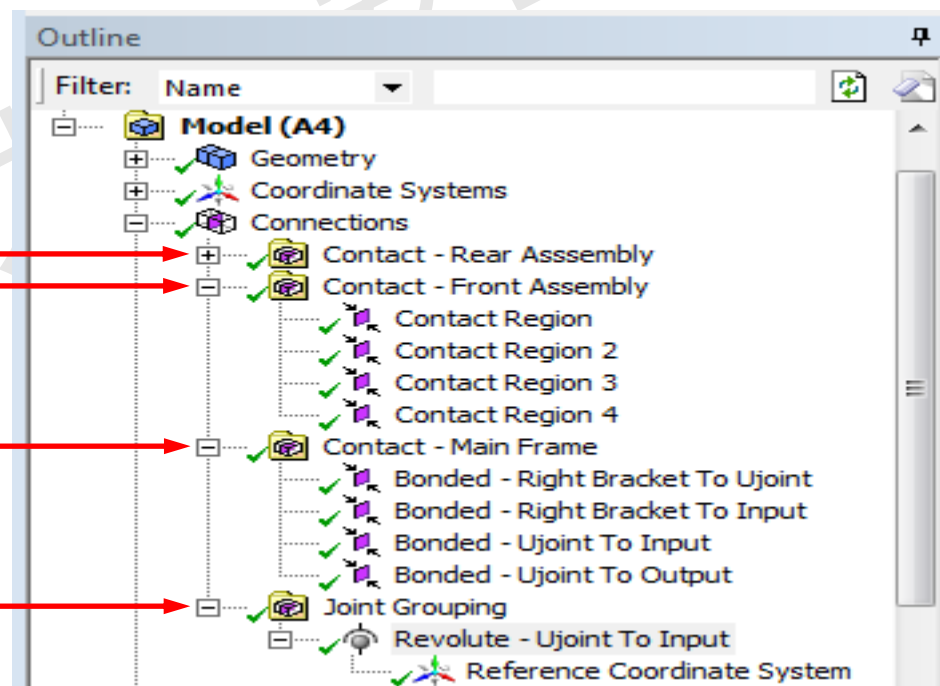 Outline
Filter: Name
Model (A4)
Geometry
Coordinate Systems
Connections
Contact - Rear Asssembly
Contact - Front Assembly
Contact Region
Contact Region 2
Contact Region 3
Contact Region 4
Contact - Main Frame
Bonded - Right Bracket To Ujoint
Bonded - Right Bracket To Input
Bonded - Ujoint To Input
Bonded - Ujoint To Output
Joint Grouping
Revolute - Ujoint To Input
Reference Coordinate System